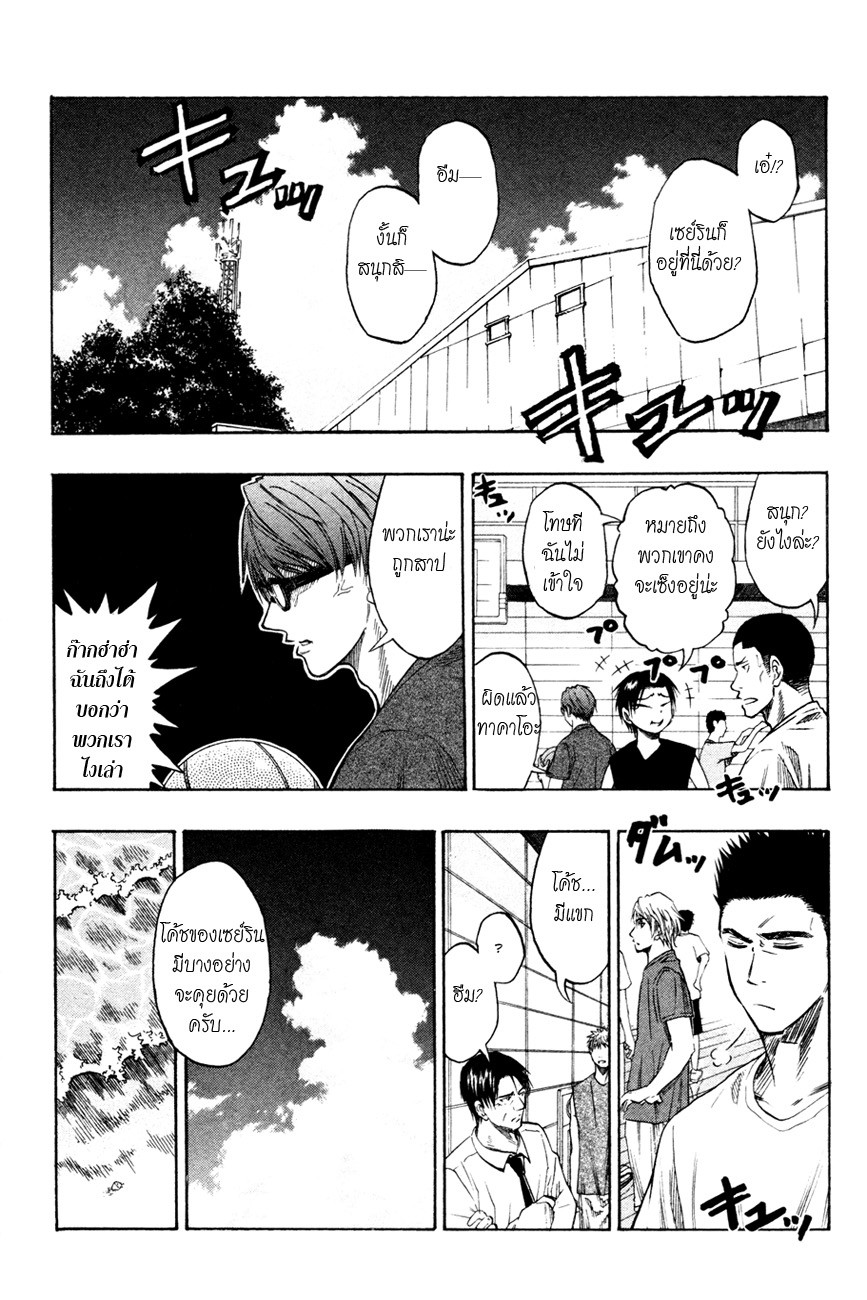 เอ๋!?
เซย์รินก็
อยู่ที่นี่ด้วย?
อืม—
งั้นก็
สนุกสิ—
キュッ
キュッ
สนุก?
ยังไงล่ะ?
หมายถึง
พวกเขาคง
จะเซ็งอยู่น่ะ
โทษที
ฉันไม่
เข้าใจ
キュッ
プププ
ผิดแล้ว
ทาคาโอะ
キュッ
พวกเราน่ะ
ถูกสาป
ก๊ากฮ่าฮ่า
ฉันถึงได้
บอกว่า
พวกเรา
ไงเล่า
ダムッ
キュッ
โค้ช...
มีแขก
?
ฮึม?
โค้ชของเซย์ริน
มีบางอย่าง
จะคุยด้วย
ครับ...